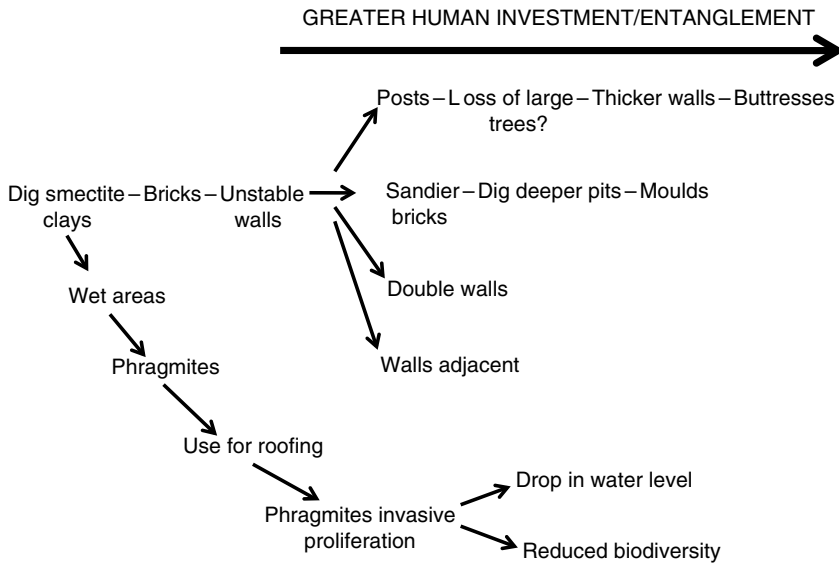 GREATER HUMAN INVESTMENT/ENTANGLEMENT
Posts – Loss of large – Thicker walls – Buttresses
trees?
Dig smectite – Bricks – Unstable
clays walls
Sandier – Dig deeper pits – Moulds
bricks
Wet areas
Double walls
Phragmites
Walls adjacent
Use for roofing
Drop in water level
Phragmites invasive
proliferation
Reduced biodiversity